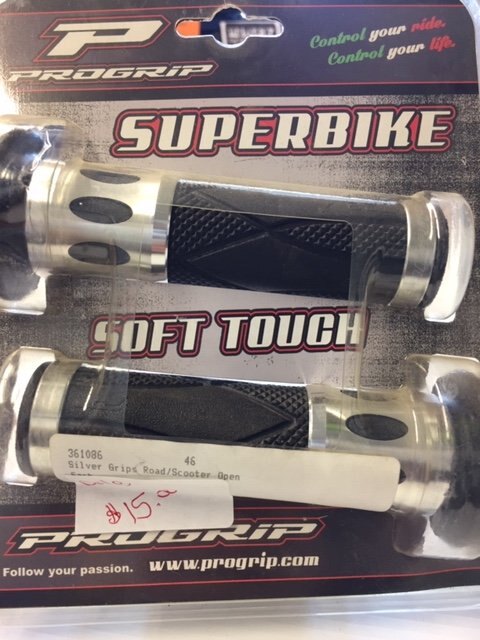 PROGRIP
Control your ride.
Control your life.
SUPERBIKE
SOFT TOUCH
361086 46
Silver Grips Road/Scooter Open
$15.
PROGRIP
Follow your passion. www.progrip.com